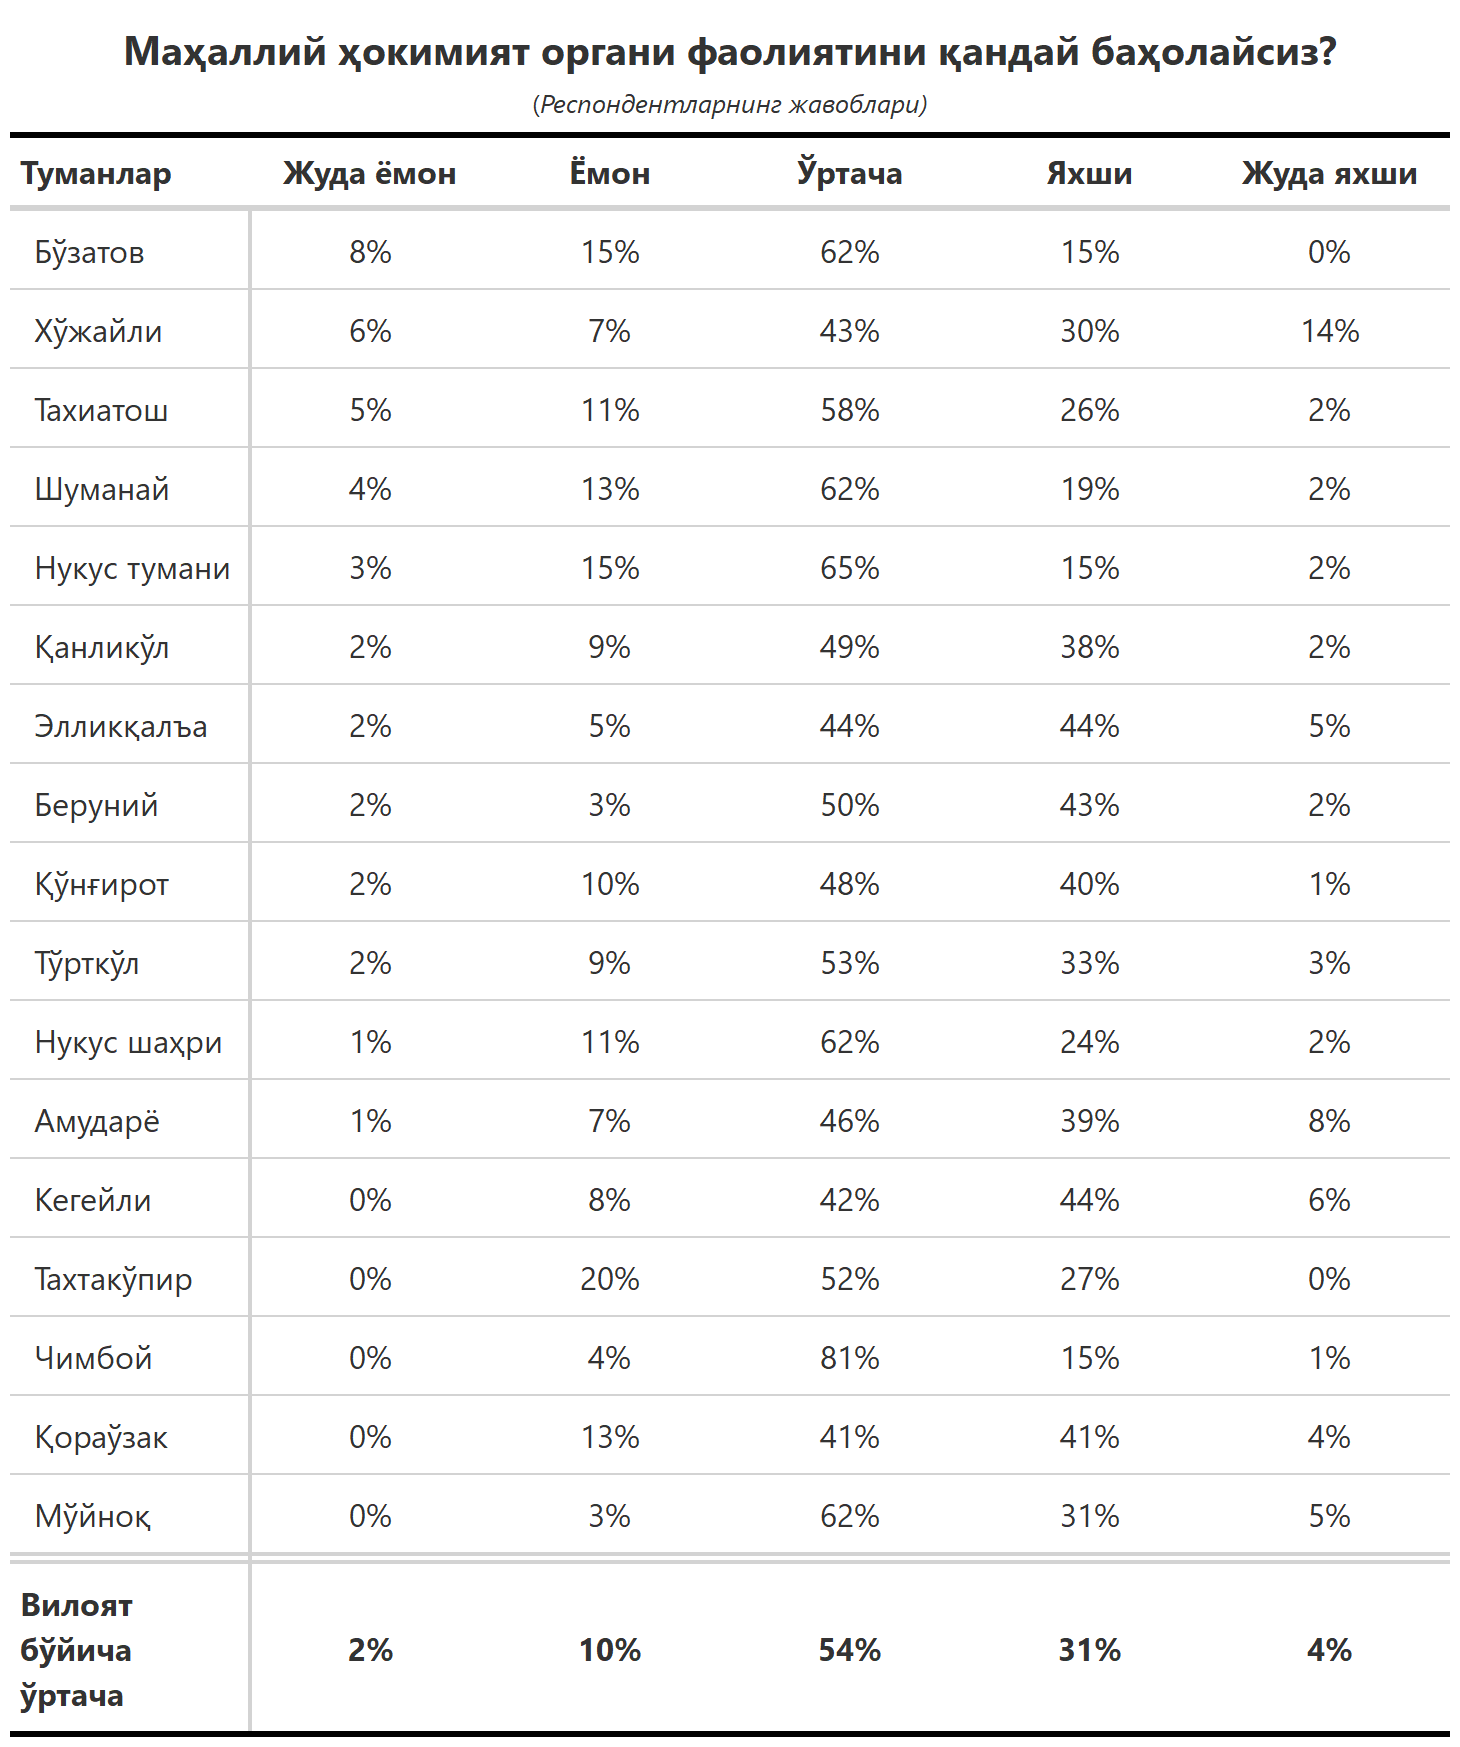 Маҳаллий ҳокимият органи фаолиятини қандай баҳолайсиз?
(Респондентларнинг жавоблари)
Туманлар Жуда ёмон Ёмон Ўртача Яхши Жуда яхши
Бўзатов 8% 15% 62% 15% 0%
Хўжайли 6% 7% 43% 30% 14%
Тахиатош 5% 11% 58% 26% 2%
Шуманай 4% 13% 62% 19% 2%
Нукус тумани 3% 15% 65% 15% 2%
Қанликўл 2% 9% 49% 38% 2%
Элликқалъа 2% 5% 44% 44% 5%
Беруний 2% 3% 50% 43% 2%
Қўнғирот 2% 10% 48% 40% 1%
Тўрткўл 2% 9% 53% 33% 3%
Нукус шаҳри 1% 11% 62% 24% 2%
Амударё 1% 7% 46% 39% 8%
Кегейли 0% 8% 42% 44% 6%
Тахтакўпир 0% 20% 52% 27% 0%
Чимбой 0% 4% 81% 15% 1%
Қораўзак 0% 13% 41% 41% 4%
Мўйноқ 0% 3% 62% 31% 5%
Вилоят
бўйича
ўртача
2% 10% 54% 31% 4%